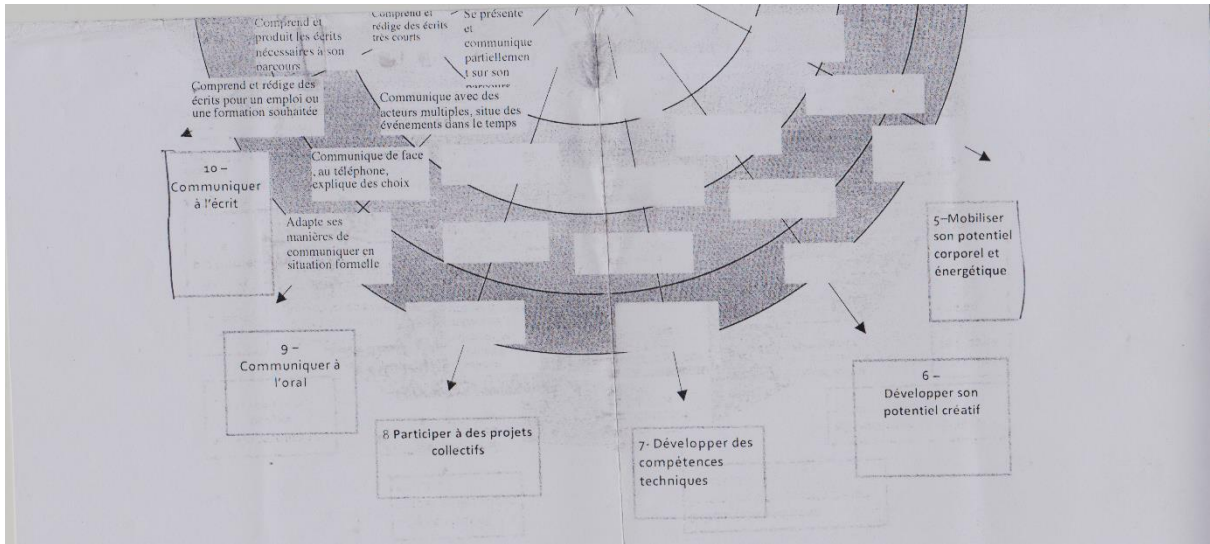 Comprend et
produit les écrits
nécessaires à son
parcours
Comprend et
rédige des écrits
très courts
Se présente
et
communique
partiellemen
t sur son
Comprend et rédige des
écrits pour un emploi ou
une formation souhaitée
Communique avec des
acteurs multiples, situe des
événements dans le temps
10 –
Communiquer
à l'écrit
Communique de face
, au téléphone,
explique des choix
Adapte ses
manières de
communiquer en
situation formelle
5–Mobiliser
son potentiel
corporel et
énergétique
9 –
Communiquer à
l'oral
6 –
Développer son
potentiel créatif
8 Participer à des projets
collectifs
7- Développer des
compétences
techniques